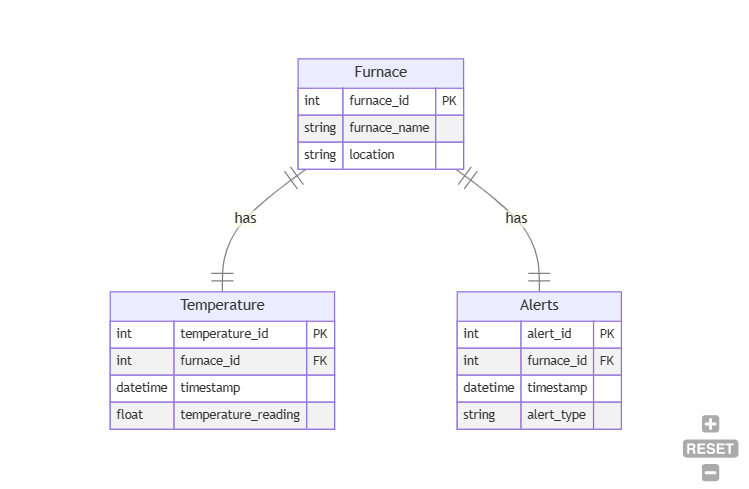 Furnace
int furnace_id PK
string furnace_name
string location
has has
Temperature
int temperature_id PK
int furnace_id FK
datetime timestamp
float temperature_reading
Alerts
int alert_id PK
int furnace_id FK
datetime timestamp
string alert_type
RESET